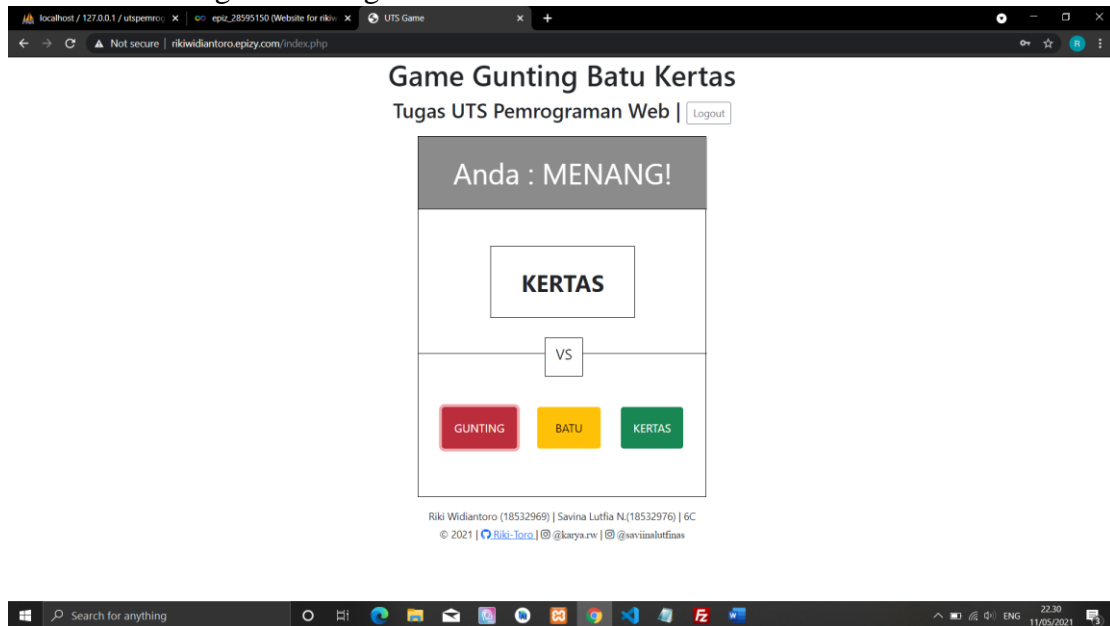 localhost / 127.0.0.1 / utspemrog
epiz_28595150 (Website for rikiw
UTS Game
Not secure | rikiwidiantoro.epizy.com/index.php
R
Game Gunting Batu Kertas
Tugas UTS Pemrograman Web | Logout
Anda : MENANG!
KERTAS
VS
GUNTING BATU KERTAS
Riki Widiantoro (18532969) | Savina Lutfia N.(18532976) | 6C
© 2021 | Riki-Toro | @karya.rw | @saviinalutfinas
Search for anything
ENG
22.30
11/05/2021